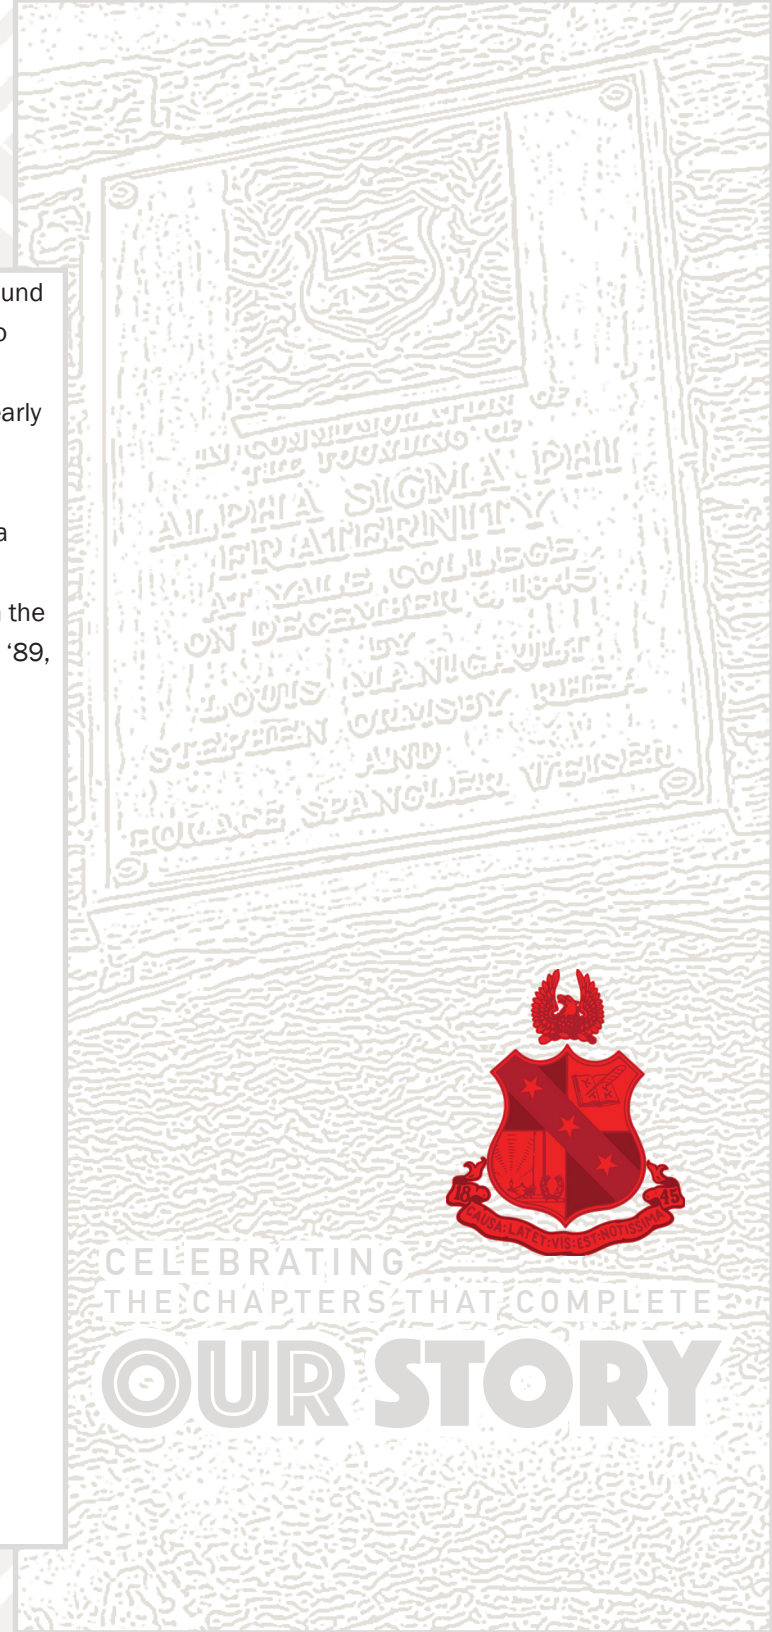 und
o
early
a
the
‘89,
IN COMMEMORATION OF
THE FOUNDING OF
ALPHA SIGMA PHI
FRATERNITY
AT YALE COLLEGE
ON DECEMBER 6, 1845
BY
LOUIS MANIGAULT
STEPHEN ORMSBY RHEA
AND
HORACE SPANGLER WEISER
18 45
CAUSA:LATET:VIS:EST:NOTISSIMA
CELEBRATING
THE CHAPTERS THAT COMPLETE
OUR STORY